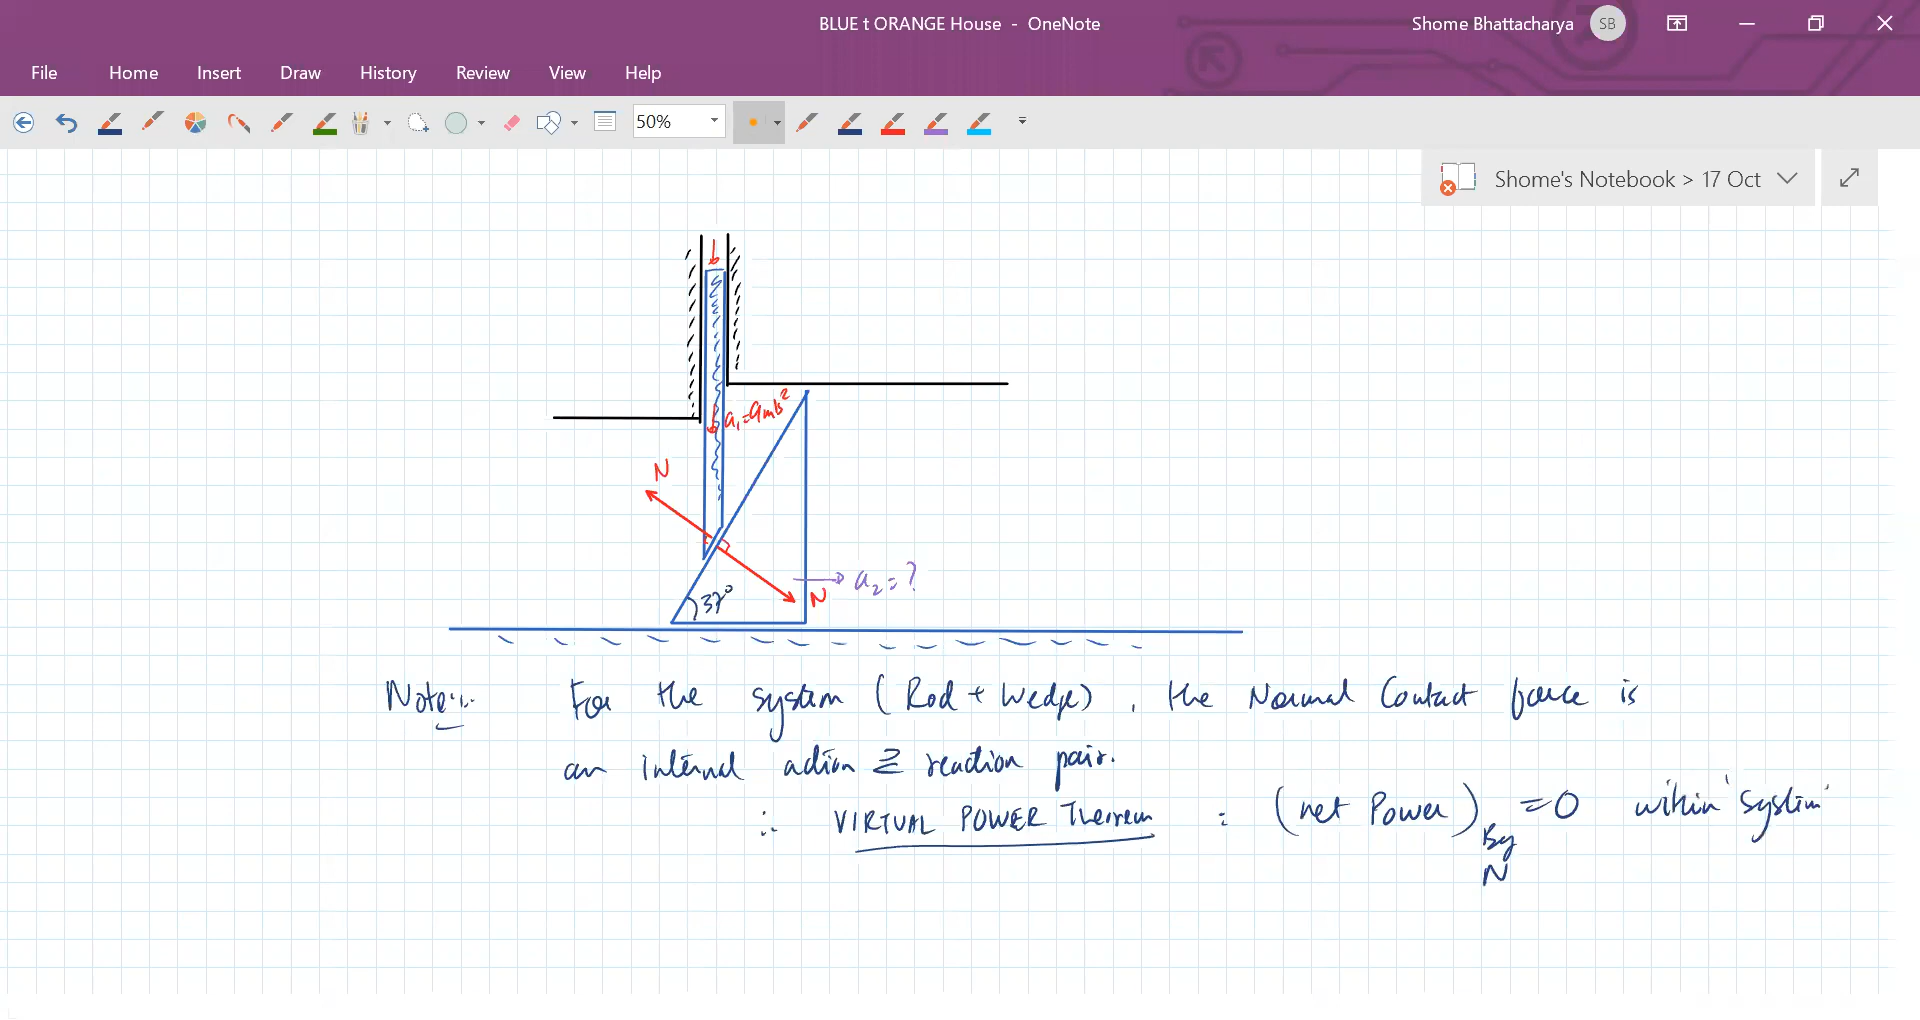 BLUE t ORANGE House - OneNote
Shome Bhattacharya
SB
File Home Insert Draw History Review View Help
50%
Shome's Notebook > 17 Oct
a₁=9m/s²
N
a₂=?
N
37°
Note:- For the system (Rod + Wedge), the Normal Contact force is
an internal action & reaction pair.
∴ VIRTUAL POWER Theorem : (net Power) =0 within 'system'
By
N